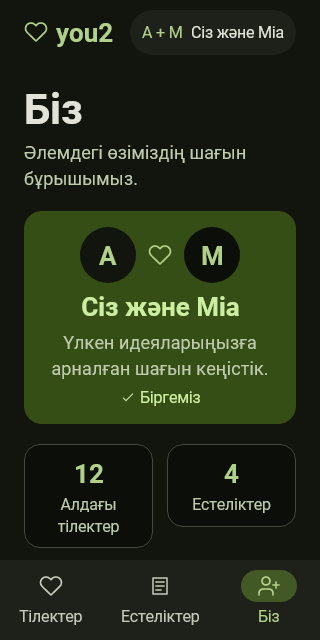 you2
A + M Сіз және Mia
Біз
Әлемдегі өзіміздің шағын
бұрышымыз.
A
M
Сіз және Mia
Үлкен идеяларыңызға
арналған шағын кеңістік.
Біргеміз
12
Алдағы
тілектер
4
Естеліктер
Тілектер
Естеліктер
Біз